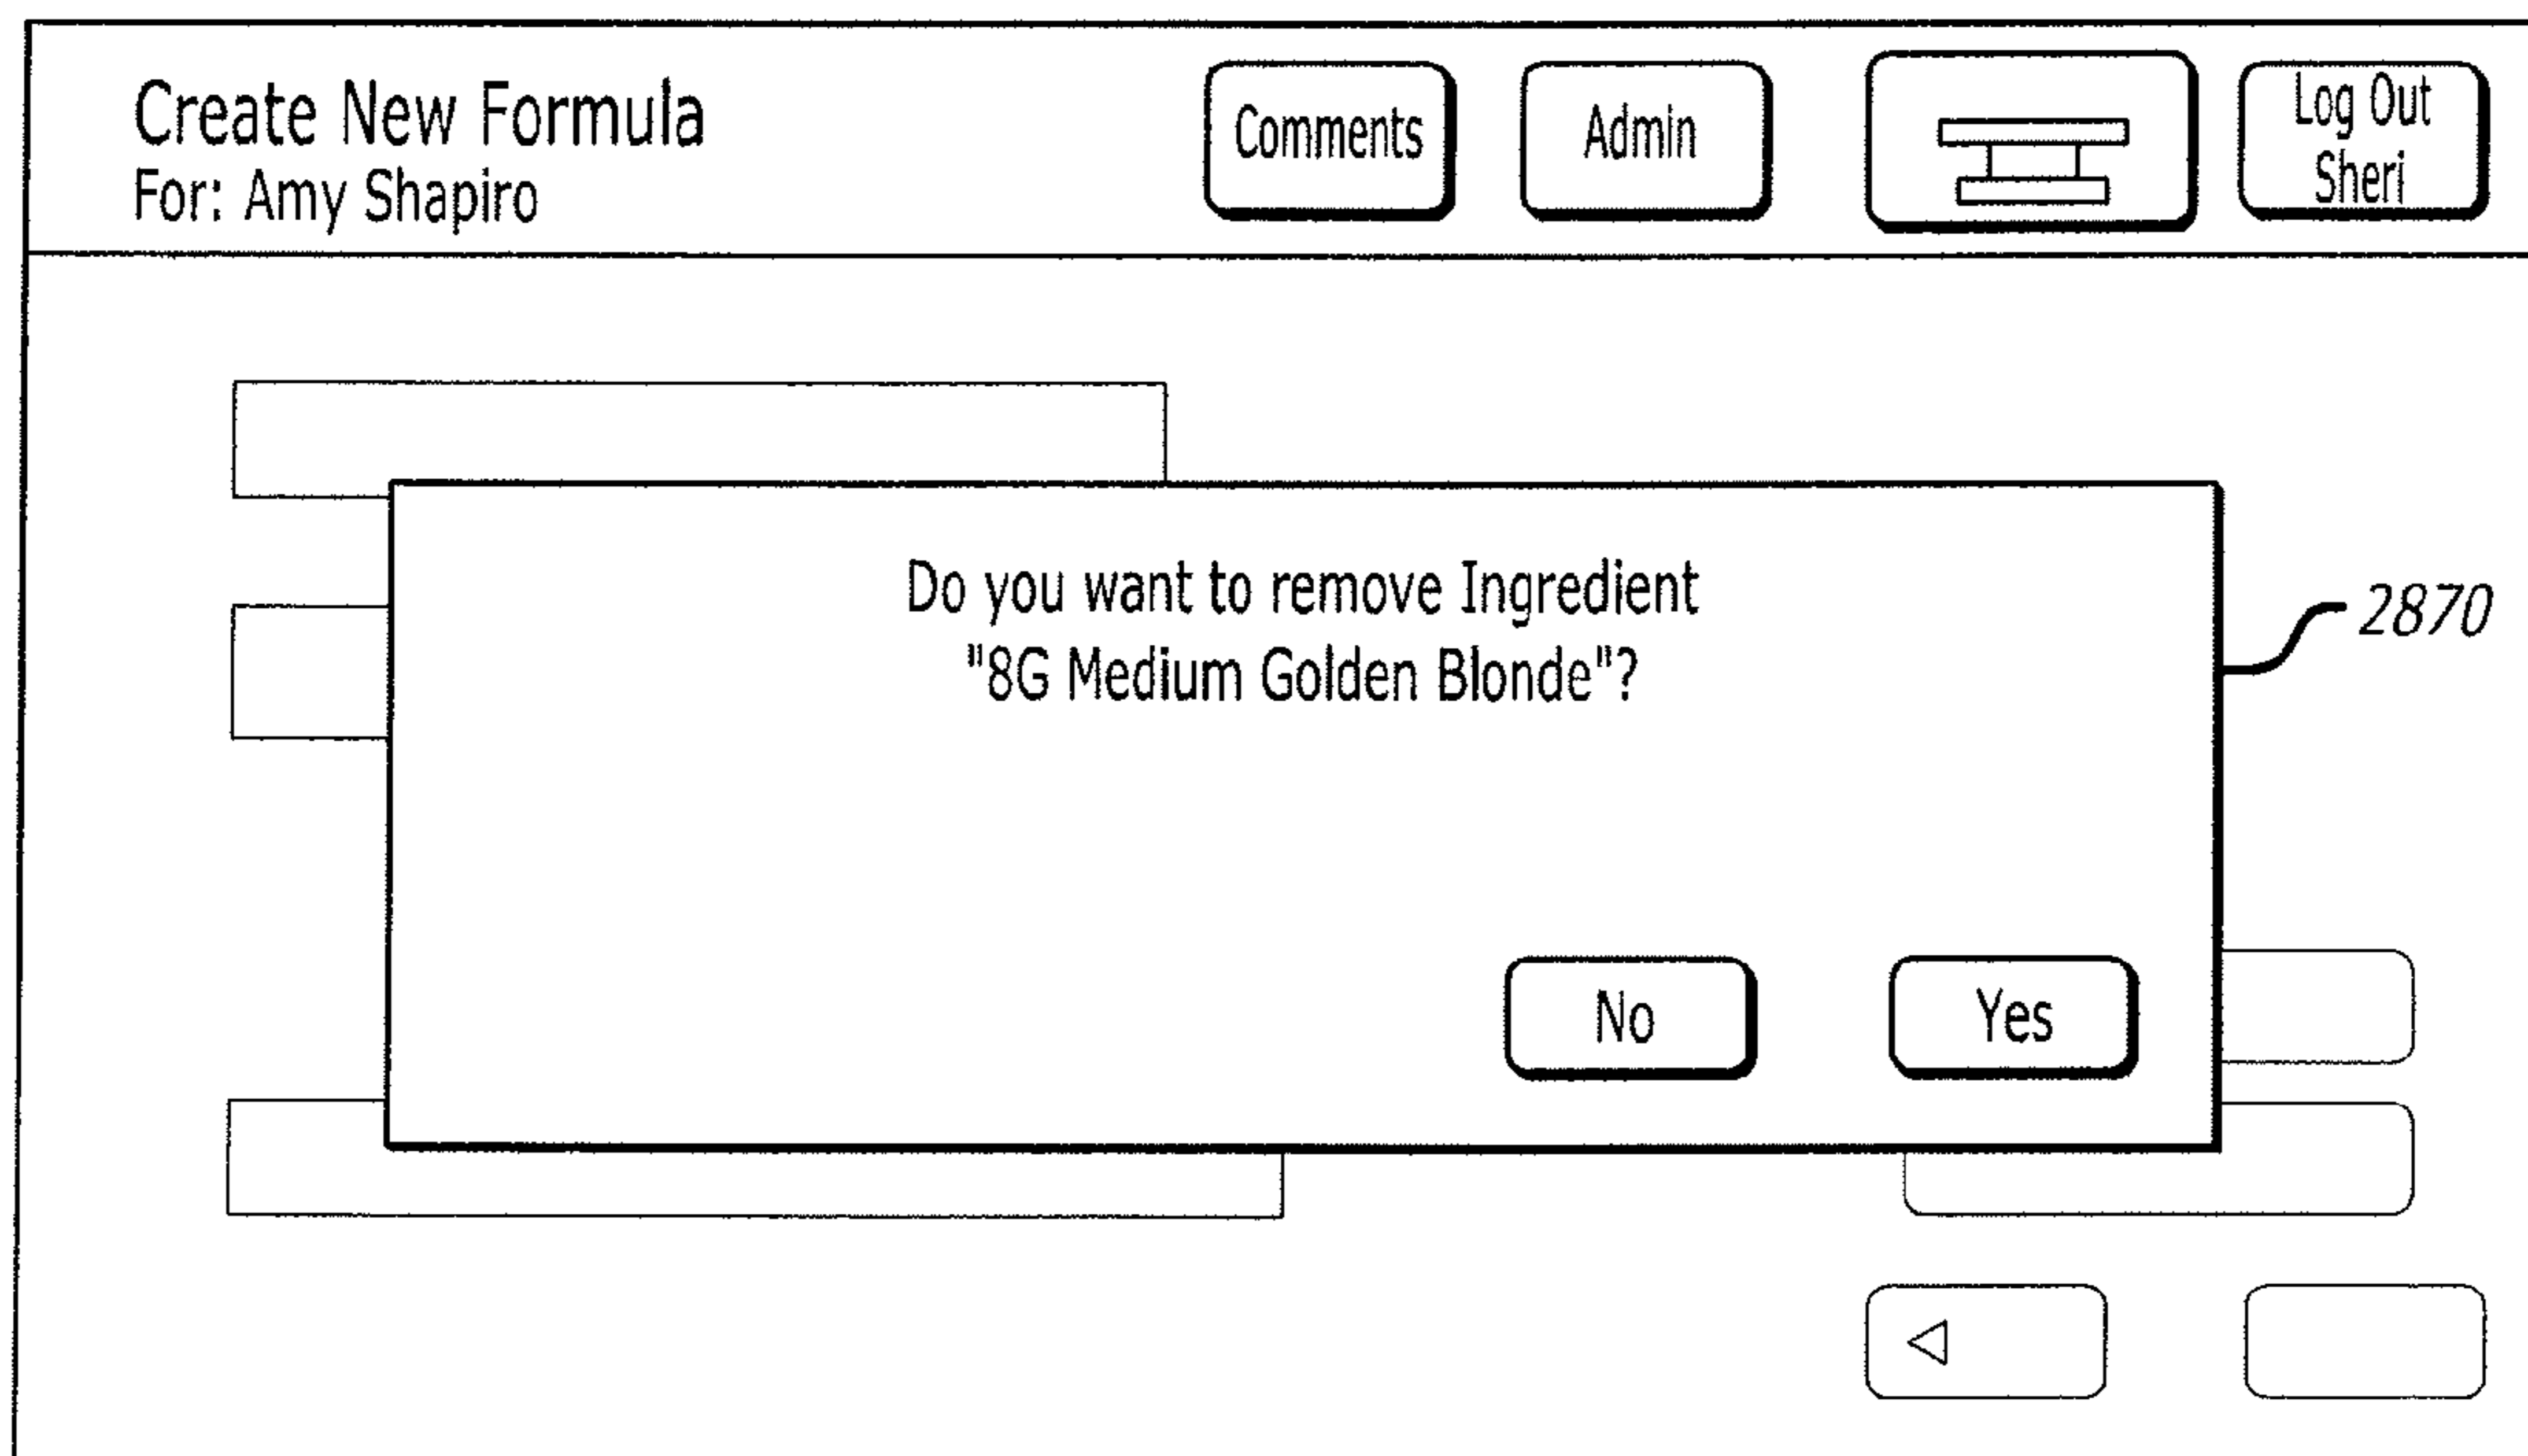 Create New Formula
For: Amy Shapiro
Comments
Admin
Log Out
Sheri
Do you want to remove Ingredient
"8G Medium Golden Blonde"?
2870
No
Yes